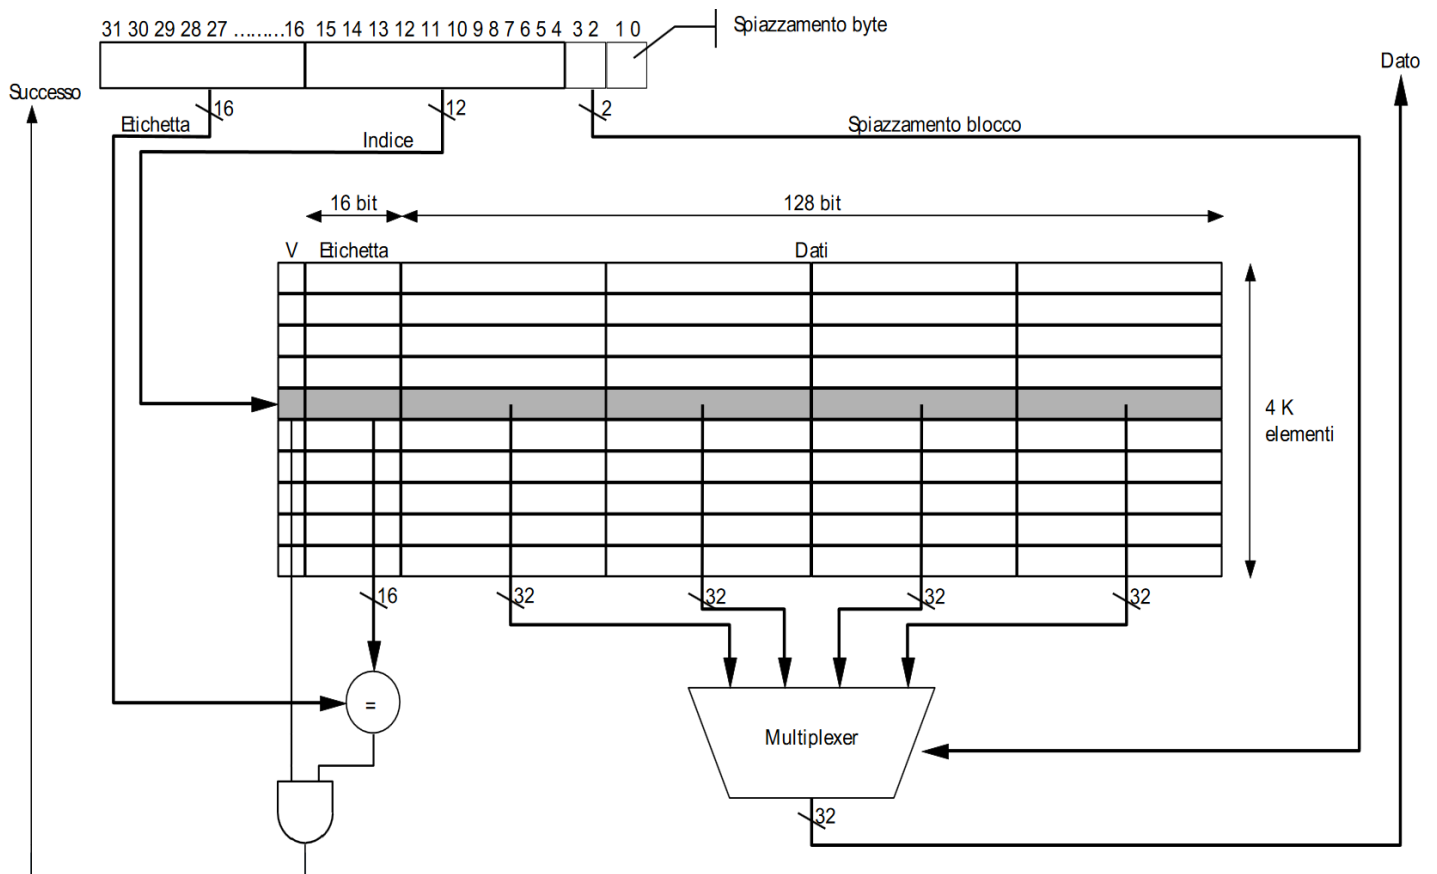 31 30 29 28 27 .........16 15 14 13 12 11 10 9 8 7 6 5 4 3 2 1 0
Spiazzamento byte
Dato
Successo
16
12
2
Etichetta
Indice
Spiazzamento blocco
16 bit
128 bit
V
Etichetta
Dati
4 K
elementi
16
32
32
32
32
=
Multiplexer
32